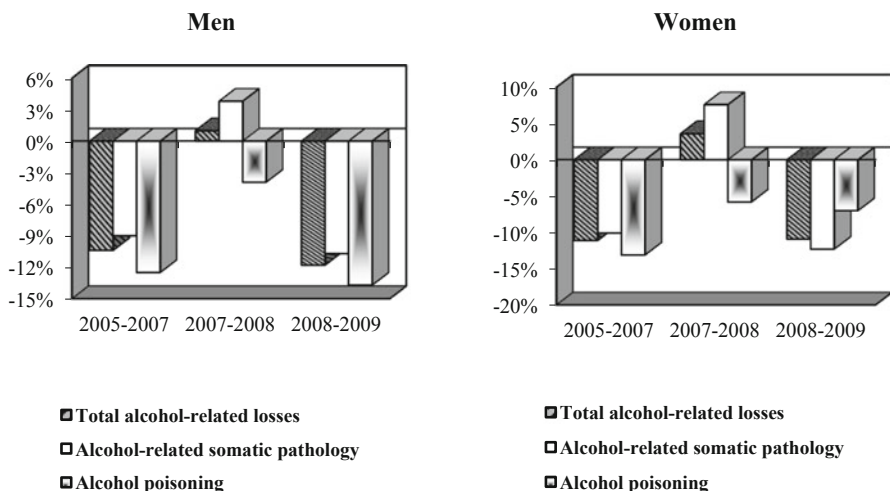 Men
6%
3%
0%
-3%
-6%
-9%
-12%
-15%
2005-2007 2007-2008 2008-2009
Total alcohol-related losses
Alcohol-related somatic pathology
Alcohol poisoning
Women
10%
5%
0%
-5%
-10%
-15%
-20%
2005-2007 2007-2008 2008-2009
Total alcohol-related losses
Alcohol-related somatic pathology
Alcohol poisoning